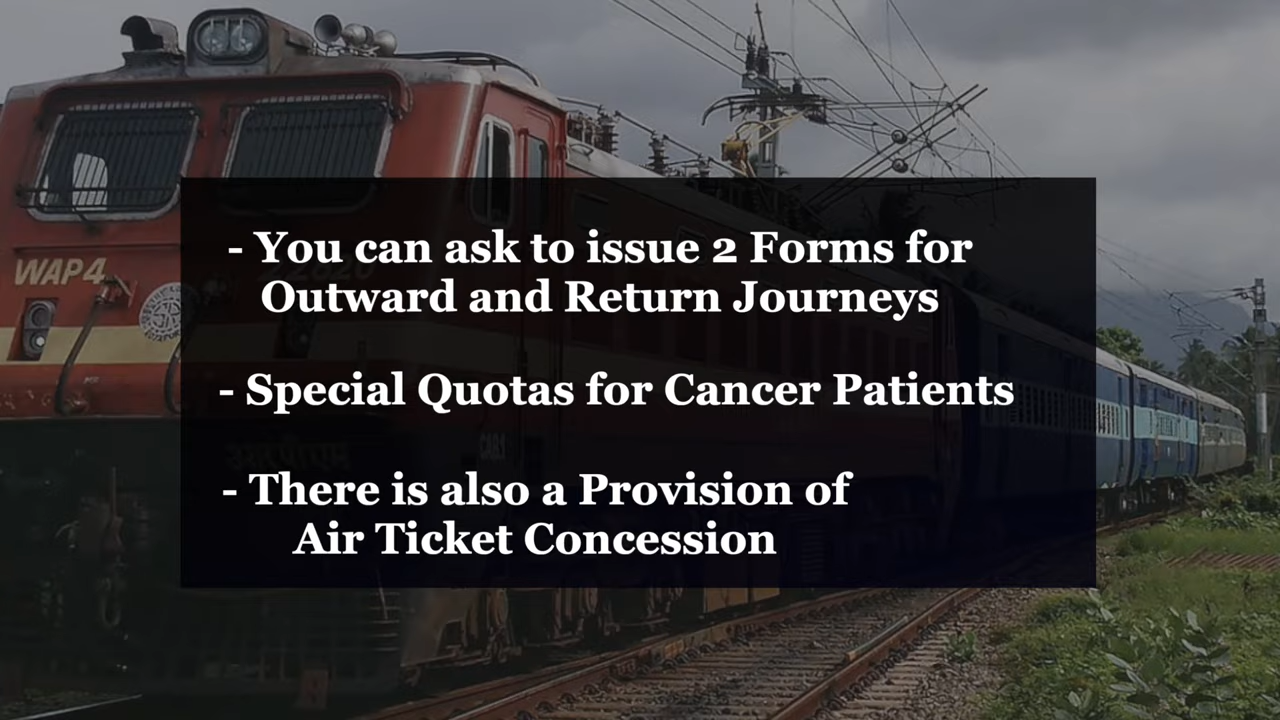 WAP4
22820
- You can ask to issue 2 Forms for
Outward and Return Journeys
- Special Quotas for Cancer Patients
- There is also a Provision of
Air Ticket Concession